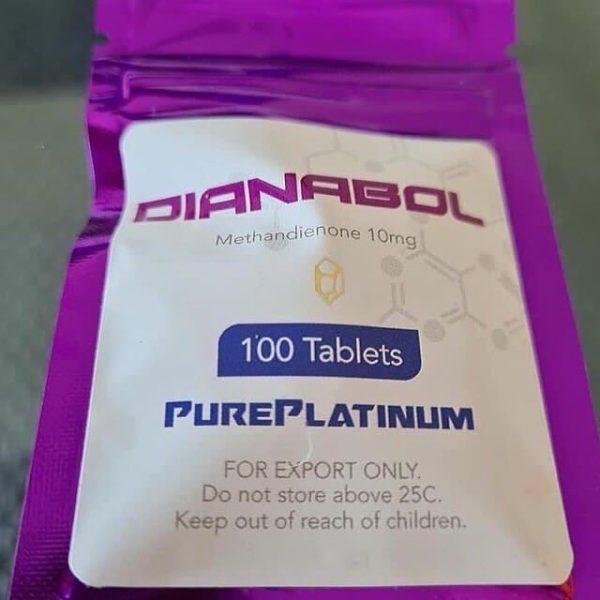 DIANABOL
Methandienone 10mg
100 Tablets
PUREPLATINUM
FOR EXPORT ONLY.
Do not store above 25C.
Keep out of reach of children.